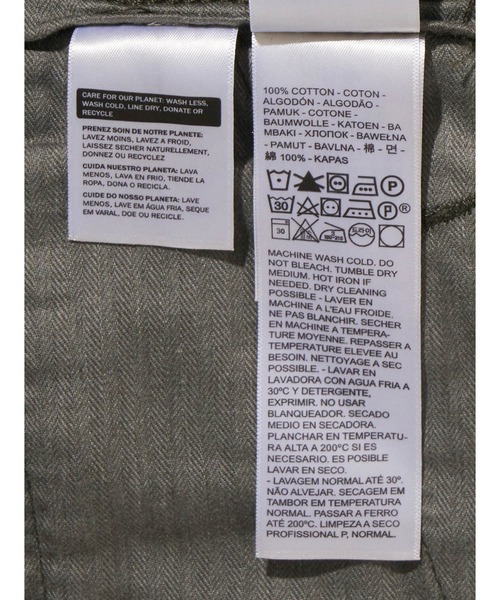 CARE FOR OUR PLANET: WASH LESS,
WASH COLD, LINE DRY, DONATE OR
RECYCLE
PRENEZ SOIN DE NOTRE PLANETE:
LAVEZ MOINS, LAVEZ A FROID,
LAISSEZ SECHER NATURELLEMENT,
DONNEZ OU RECYCLEZ
CUIDA NUESTRO PLANETA: LAVA
MENOS, LAVA EN FRIO, TIENDE LA
ROPA, DONA O RECICLA.
CUIDE DO NOSSO PLANETA: LAVE
MENOS, LAVE EM ÁGUA FRIA, SEQUE
EM VARAL, DOE OU RECICLE.
100% COTTON - COTON -
ALGODÓN - ALGODÃO -
PAMUK - COTONE -
BAUMWOLLE - KATOEN - BA
MBAKI - ХЛОПОК - BAWEŁNA
- PAMUT - BAVLNA - 棉 - 면 -
綿 100% - KAPAS
P
30 P ®
30 드라이
MACHINE WASH COLD. DO
NOT BLEACH. TUMBLE DRY
MEDIUM. HOT IRON IF
NEEDED. DRY CLEANING
POSSIBLE - LAVER EN
MACHINE A L'EAU FROIDE.
NE PAS BLANCHIR. SECHER
EN MACHINE A TEMPERA-
TURE MOYENNE. REPASSER A
TEMPERATURE ELEVEE AU
BESOIN. NETTOYAGE A SEC
POSSIBLE. - LAVAR EN
LAVADORA CON AGUA FRIA A
30ºC Y DETERGENTE,
EXPRIMIR. NO USAR
BLANQUEADOR. SECADO
MEDIO EN SECADORA.
PLANCHAR EN TEMPERATU-
RA ALTA A 200°C SI ES
NECESARIO. ES POSIBLE
LAVAR EN SECO.
- LAVAGEM NORMAL ATÉ 30º.
NÃO ALVEJAR. SECAGEM EM
TAMBOR EM TEMPERATURA
NORMAL. PASSAR A FERRO
ATÉ 200ºC. LIMPEZA A SECO
PROFISSIONAL P, NORMAL.